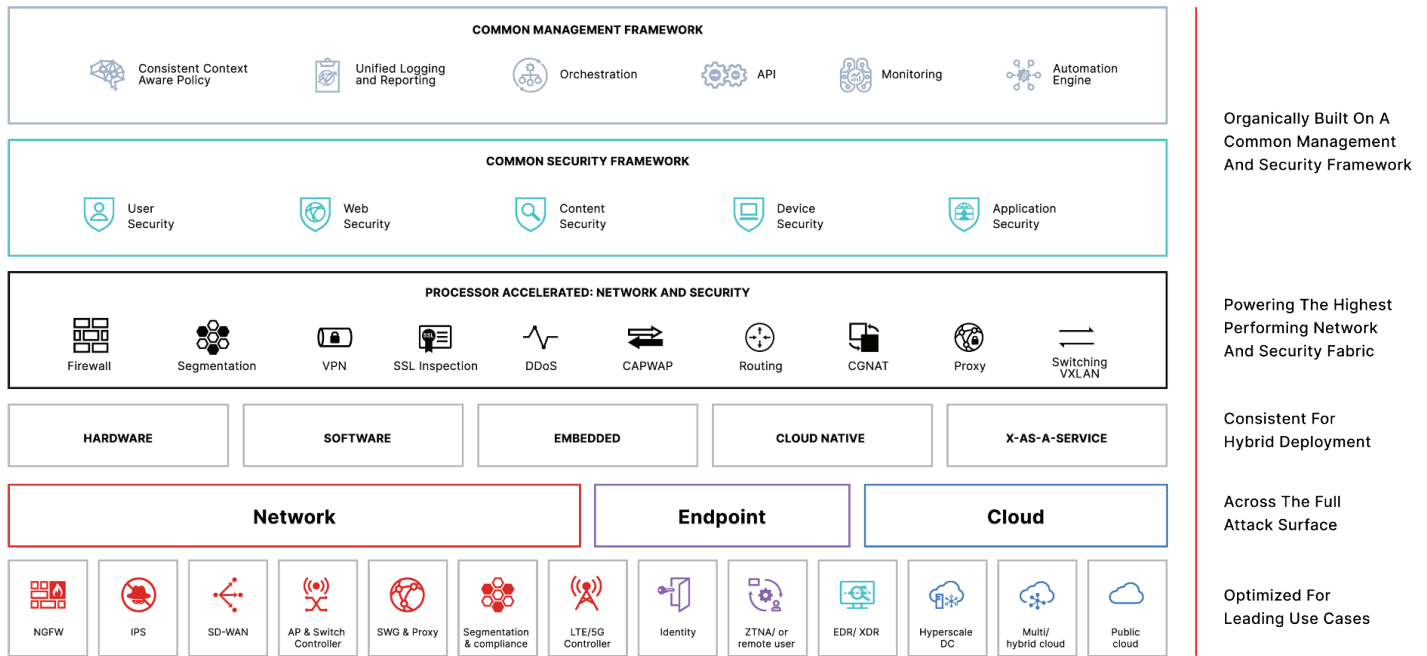 COMMON MANAGEMENT FRAMEWORK
Consistent Context
Aware Policy
Unified Logging
and Reporting
Orchestration
API
Monitoring
Automation
Engine
Organically Built On A
Common Management
And Security Framework
COMMON SECURITY FRAMEWORK
User
Security
Web
Security
Content
Security
Device
Security
Application
Security
PROCESSOR ACCELERATED: NETWORK AND SECURITY
Firewall
Segmentation
VPN
SSL
SSL Inspection
DDoS
CAPWAP
Routing
CGNAT
Proxy
Switching
VXLAN
Powering The Highest
Performing Network
And Security Fabric
HARDWARE
SOFTWARE
EMBEDDED
CLOUD NATIVE
X-AS-A-SERVICE
Consistent For
Hybrid Deployment
Network
Endpoint
Cloud
Across The Full
Attack Surface
NGFW
IPS
SD-WAN
AP & Switch
Controller
SWG & Proxy
Segmentation
& compliance
LTE/5G
Controller
Identity
ZTNA/ or
remote user
EDR/ XDR
Hyperscale
DC
Multi/
hybrid cloud
Public
cloud
Optimized For
Leading Use Cases